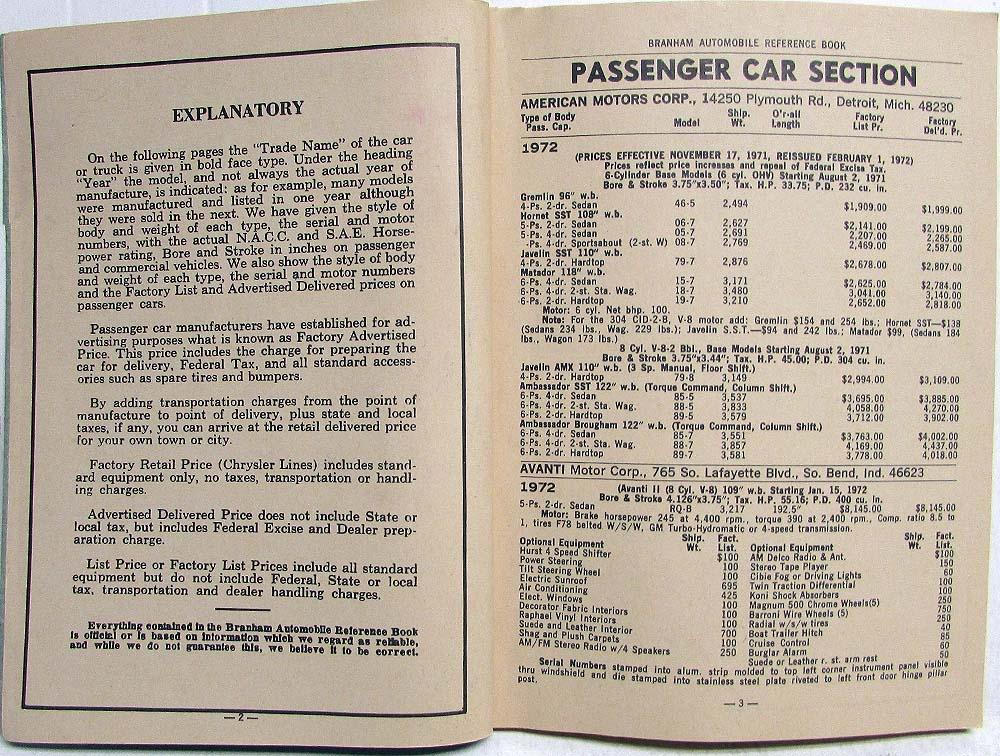 EXPLANATORY
On the following pages the "Trade Name" of the car
or truck is given in bold face type. Under the heading
"Year" the model, and not always the actual year of
manufacture, is indicated: as for example, many models
were manufactured and listed in one year although
they were sold in the next. We have given the style of
body and weight of each type, the serial and motor
numbers, with the actual N.A.C.C. and S.A.E. Horse-
power rating, Bore and Stroke in inches on passenger
and commercial vehicles. We also show the style of body
and weight of each type, the serial and motor numbers
and the Factory List and Advertised Delivered prices on
passenger cars.
Passenger car manufacturers have established for ad-
vertising purposes what is known as Factory Advertised
Price. This price includes the charge for preparing the
car for delivery, Federal Tax, and all standard access-
ories such as spare tires and bumpers.
By adding transportation charges from the point of
manufacture to point of delivery, plus state and local
taxes, if any, you can arrive at the retail delivered price
for your own town or city.
Factory Retail Price (Chrysler Lines) includes stand-
ard equipment only, no taxes, transportation or handl-
ing charges.
Advertised Delivered Price does not include State or
local tax, but includes Federal Excise and Dealer prep-
aration charge.
List Price or Factory List Prices include all standard
equipment but do not include Federal, State or local
tax, transportation and dealer handling charges.
Everything contained in the Branham Automobile Reference Book
is official or is based on information which we regard as reliable,
and while we do not guarantee this, we believe it to be correct.
—2—
BRANHAM AUTOMOBILE REFERENCE BOOK
PASSENGER CAR SECTION
AMERICAN MOTORS CORP., 14250 Plymouth Rd., Detroit, Mich. 48230
Type of Body Ship. O'r-all Factory Factory
Pass. Cap. Model Wt. Length List Pr. Del'd. Pr.
1972
(PRICES EFFECTIVE NOVEMBER 17, 1971, REISSUED FEBRUARY 1, 1972)
Prices reflect price increases and repeal of Federal Excise Tax.
6-Cylinder Base Models (6 cyl. OHV) Starting August 2, 1971
Bore & Stroke 3.75"x3.50"; Tax. H.P. 33.75; P.D. 232 cu. in.
Gremlin 96" w.b.
4-Ps. 2-dr. Sedan 46-5 2,494 $1,909.00 $1,999.00
Hornet SST 108" w.b.
5-Ps. 2-dr. Sedan 06-7 2,627 $2,141.00 $2,199.00
5-Ps. 4-dr. Sedan 05-7 2,691 2,207.00 2,265.00
-Ps. 4-dr. Sportsabout (2-st. W) 08-7 2,769 2,469.00 2,587.00
Javelin SST 110" w.b.
4-Ps. 2-dr. Hardtop 79-7 2,876 $2,678.00 $2,807.00
Matador 118" w.b.
6-Ps. 4-dr. Sedan 15-7 3,171 $2,625.00 $2,784.00
6-Ps. 4-dr. 2-st. Sta. Wag. 18-7 3,480 3,041.00 3,140.00
6-Ps. 2-dr. Hardtop 19-7 3,210 2,652.00 2,818.00
Motor: 6 cyl. Net bhp. 100.
Note: For the 304 CID-2-B, V-8 motor add: Gremlin $154 and 254 lbs.; Hornet SST—$138
(Sedans 234 lbs., Wag. 229 lbs.); Javelin S.S.T.—$94 and 242 lbs.; Matador $99, (Sedans 184
lbs., Wagon 173 lbs.)
8 Cyl. V-8-2 Bbl., Base Models Starting August 2, 1971
Bore & Stroke 3.75"x3.44"; Tax. H.P. 45.00; P.D. 304 cu. in.
Javelin AMX 110" w.b. (3 Sp. Manual, Floor Shift.)
4-Ps. 2-dr. Hardtop 79-8 3,149 $2,994.00 $3,109.00
Ambassador SST 122" w.b. (Torque Command, Column Shift.)
6-Ps. 4-dr. Sedan 85-5 3,537 $3,695.00 $3,885.00
6-Ps. 4-dr. 2-st. Sta. Wag. 88-5 3,833 4,058.00 4,270.00
6-Ps. 2-dr. Hardtop 89-5 3,579 3,712.00 3,902.00
Ambassador Brougham 122" w.b. (Torque Command, Column Shift.)
6-Ps. 4-dr. Sedan 85-7 3,551 $3,763.00 $4,002.00
6-Ps. 4-dr. 2-st. Sta. Wag. 88-7 3,857 4,169.00 4,437.00
6-Ps. 2-dr. Hardtop 89-7 3,581 3,778.00 4,018.00
AVANTI Motor Corp., 765 So. Lafayette Blvd., So. Bend, Ind. 46623
1972
(Avanti II (8 Cyl. V-8) 109" w.b. Starting Jan. 15, 1972
Bore & Stroke 4.126"x3.75"; Tax. H.P. 55.16; P.D. 400 cu. in.
5-Ps. 2-dr. Sedan RQ-B 3,217 192.5" $8,145.00 $8,145.00
Motor: Brake horsepower 245 at 4,400 rpm., torque 390 at 2,400 rpm., Comp. ratio 8.5 to
1, tires F78 belted W/S/W, GM Turbo-Hydromatic or 4-speed transmission.
Ship. Fact.
Optional Equipment Wt. List.
Hurst 4 Speed Shifter $100
Power Steering 100
Tilt Steering Wheel 100
Electric Sunroof 695
Air Conditioning 425
Elect. Windows 100
Decorator Fabric Interiors 100
Raphael Vinyl Interiors 100
Suede and Leather Interior 700
Shag and Plush Carpets 100
AM/FM Stereo Radio w/4 Speakers 250
Ship. Fact.
Optional Equipment Wt. List.
AM Delco Radio & Ant. $100
Stereo Tape Player 150
Cibie Fog or Driving Lights 60
Twin Traction Differential 100
Koni Shock Absorbers 100
Magnum 500 Chrome Wheels(5) 250
Barroni Wire Wheels (5) 750
Radial w/s/w tires 250
Boat Trailer Hitch 40
Cruise Control 85
Burglar Alarm 60
Suede or Leather r. st. arm rest 50
Serial Numbers stamped into alum. strip molded to top left corner instrument panel visible
thru windshield and die stamped into stainless steel plate riveted to left front door hinge pillar
post.
—3—